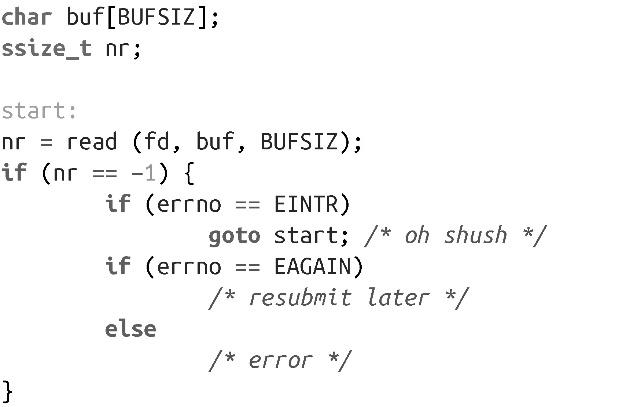 char buf[BUFSIZ];
ssize_t nr;
start:
nr = read (fd, buf, BUFSIZ);
if (nr == -1) {
if (errno == EINTR)
goto start; /* oh shush */
if (errno == EAGAIN)
/* resubmit later */
else
/* error */
}